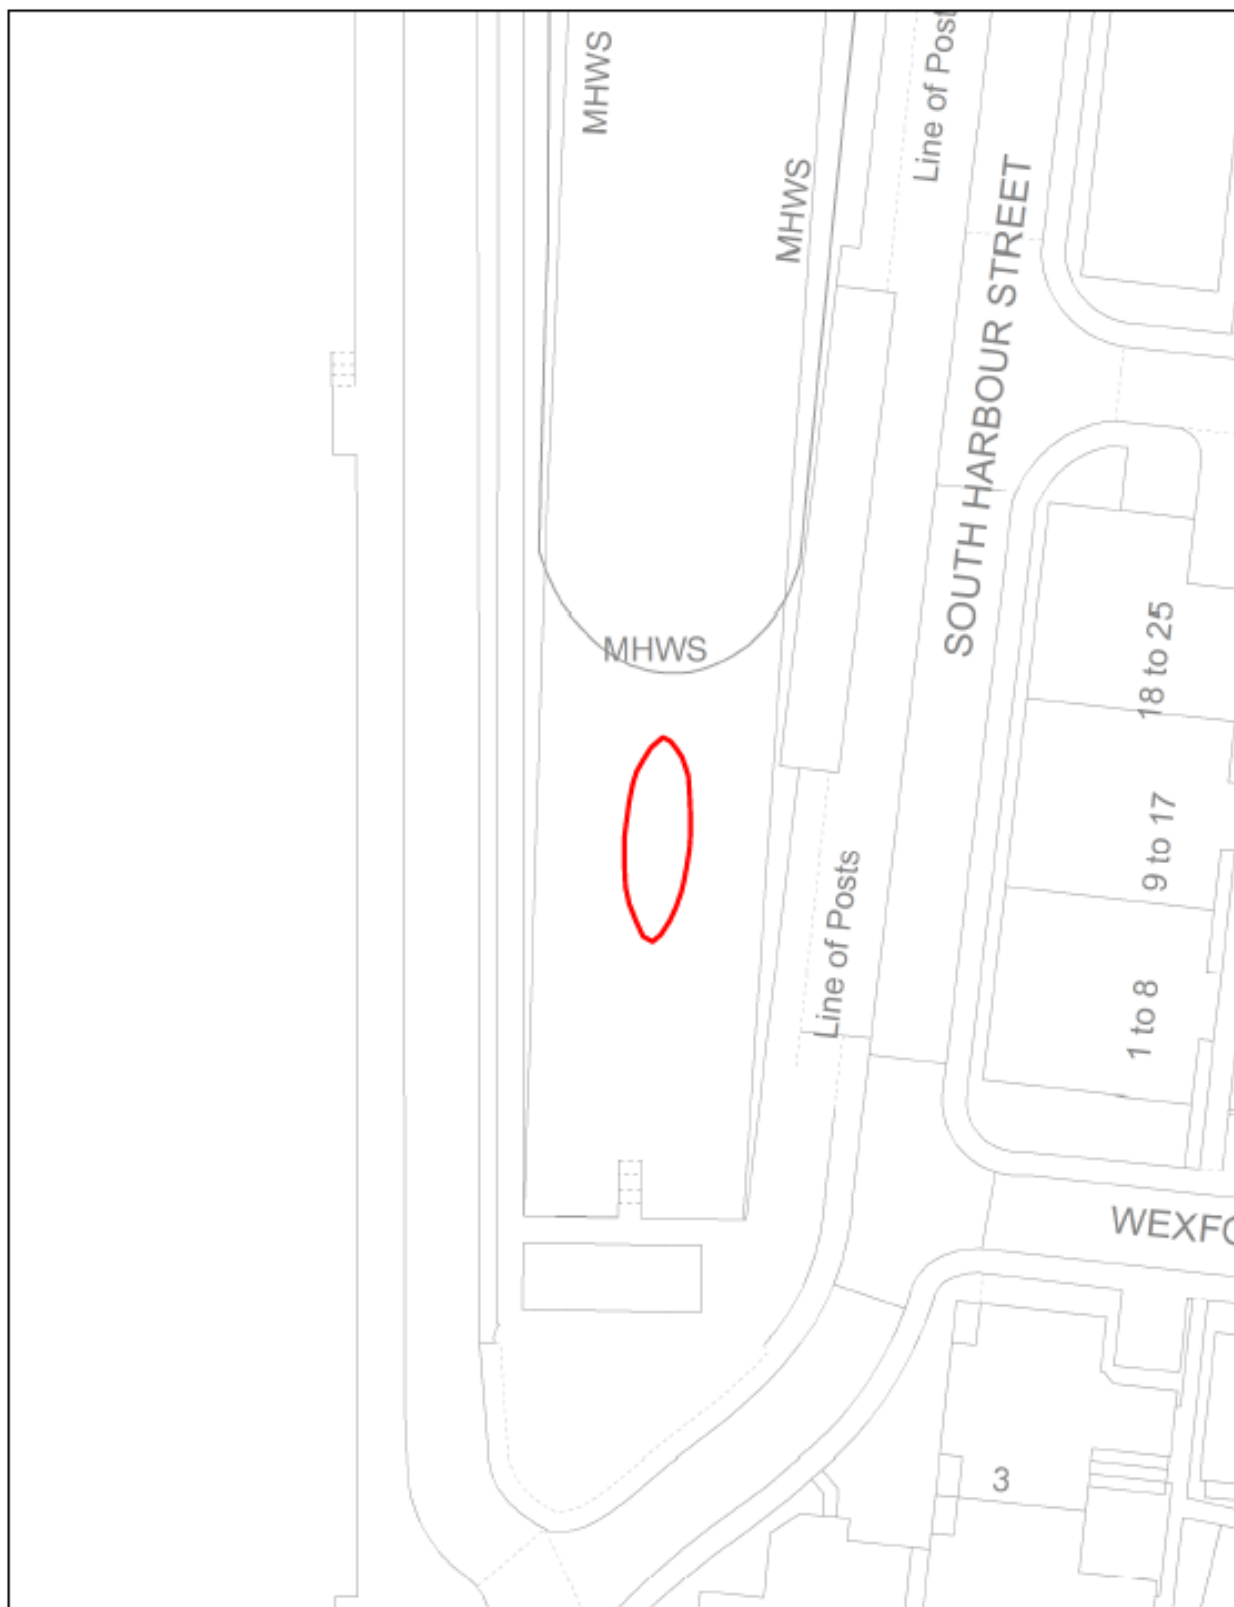 MHWS
Line of Post
MHWS
SOUTH HARBOUR STREET
MHWS
18 to 25
9 to 17
Line of Posts
1 to 8
WEXFO
3